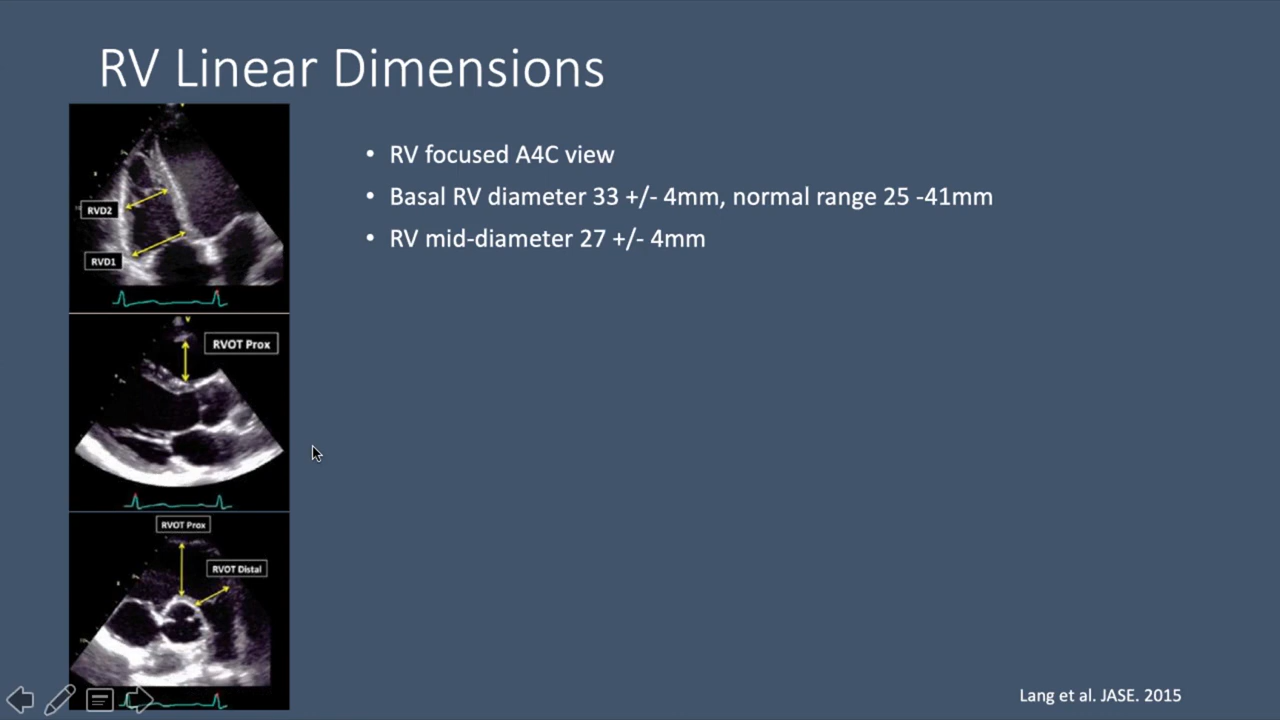 RV Linear Dimensions
• RV focused A4C view
• Basal RV diameter 33 +/- 4mm, normal range 25 -41mm
• RV mid-diameter 27 +/- 4mm
RVD2
RVD1
RVOT Prox
RVOT Prox
RVOT Distal
Lang et al. JASE. 2015